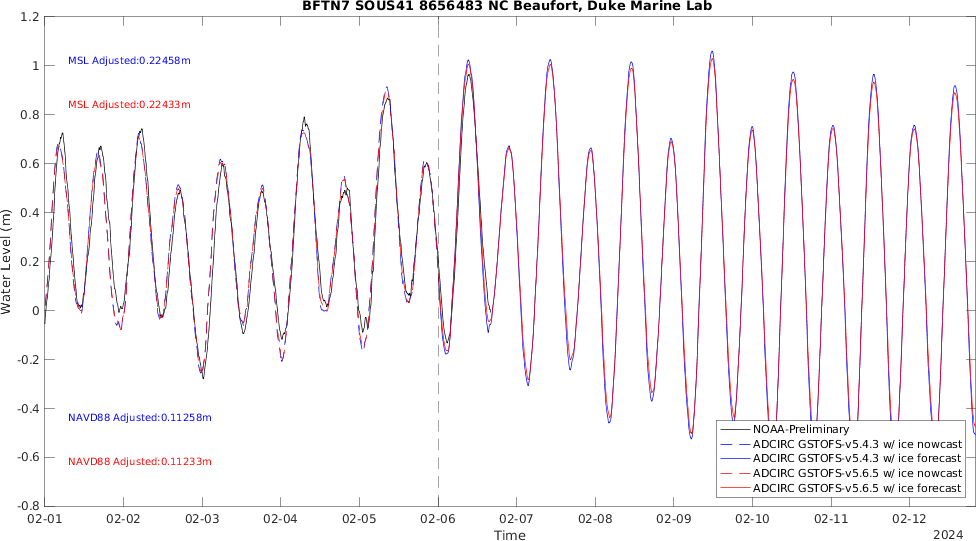 BFTN7 SOUS41 8656483 NC Beaufort, Duke Marine Lab
1.2
1
0.8
0.6
0.4
0.2
0
-0.2
-0.4
-0.6
-0.8
Water Level (m)
MSL Adjusted:0.22458m
MSL Adjusted:0.22433m
NAVD88 Adjusted:0.11258m
NAVD88 Adjusted:0.11233m
NOAA-Preliminary
ADCIRC GSTOFS-v5.4.3 w/ ice nowcast
ADCIRC GSTOFS-v5.4.3 w/ ice forecast
ADCIRC GSTOFS-v5.6.5 w/ ice nowcast
ADCIRC GSTOFS-v5.6.5 w/ ice forecast
02-01 02-02 02-03 02-04 02-05 02-06 02-07 02-08 02-09 02-10 02-11 02-12
Time
2024